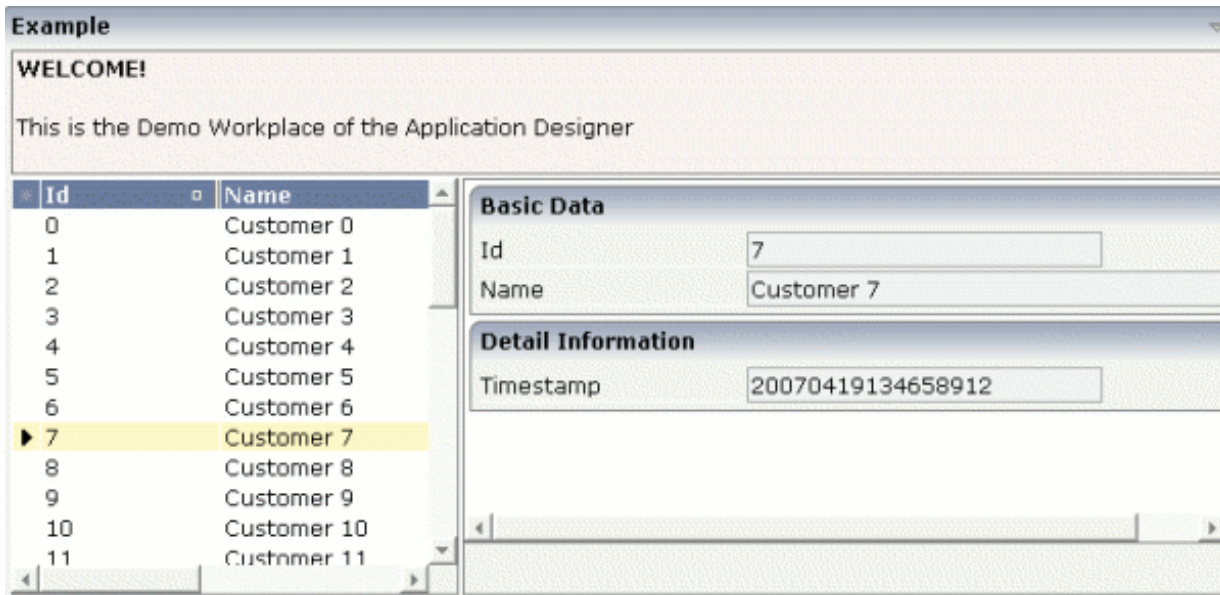 Example
WELCOME!
This is the Demo Workplace of the Application Designer
Id Name
0 Customer 0
1 Customer 1
2 Customer 2
3 Customer 3
4 Customer 4
5 Customer 5
6 Customer 6
7 Customer 7
8 Customer 8
9 Customer 9
10 Customer 10
11 Customer 11
Basic Data
Id 7
Name Customer 7
Detail Information
Timestamp 20070419134658912